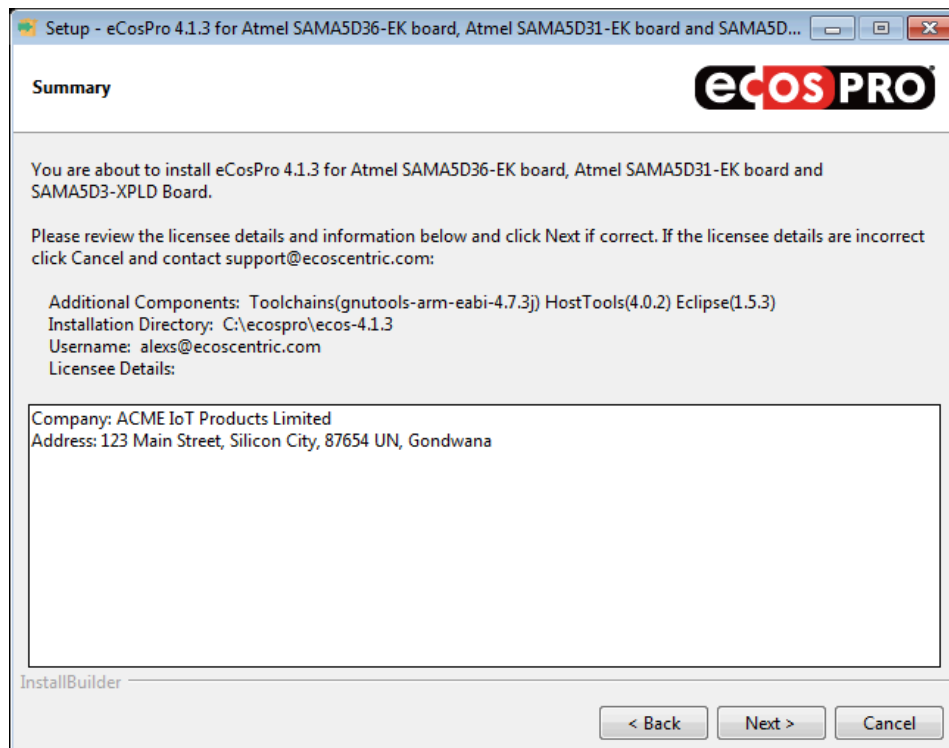 Setup - eCosPro 4.1.3 for Atmel SAMA5D36-EK board, Atmel SAMA5D31-EK board and SAMA5D...
Summary
eCOS PRO
You are about to install eCosPro 4.1.3 for Atmel SAMA5D36-EK board, Atmel SAMA5D31-EK board and
SAMA5D3-XPLD Board.
Please review the licensee details and information below and click Next if correct. If the licensee details are incorrect
click Cancel and contact support@ecoscentric.com:
Additional Components: Toolchains(gnutools-arm-eabi-4.7.3j) HostTools(4.0.2) Eclipse(1.5.3)
Installation Directory: C:\ecospro\ecos-4.1.3
Username: alexs@ecoscentric.com
Licensee Details:
Company: ACME IoT Products Limited
Address: 123 Main Street, Silicon City, 87654 UN, Gondwana
InstallBuilder
< Back Next > Cancel